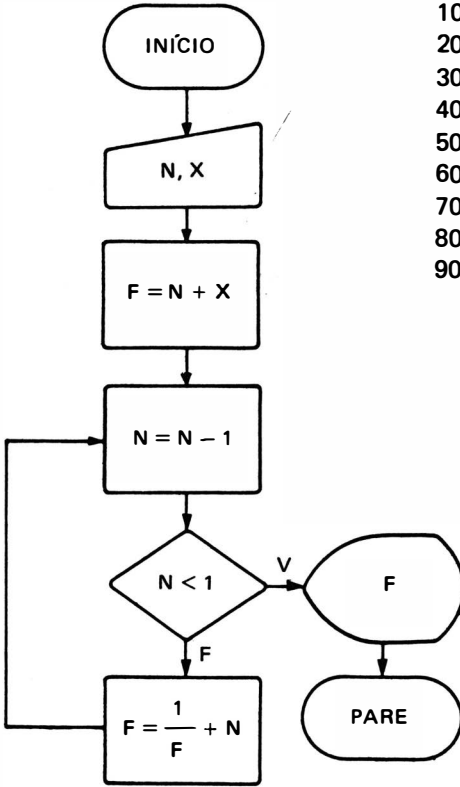 INÍCIO
N, X
F = N + X
N = N − 1
N < 1
V
F
F
F = 1/F + N
PARE
10
20
30
40
50
60
70
80
90